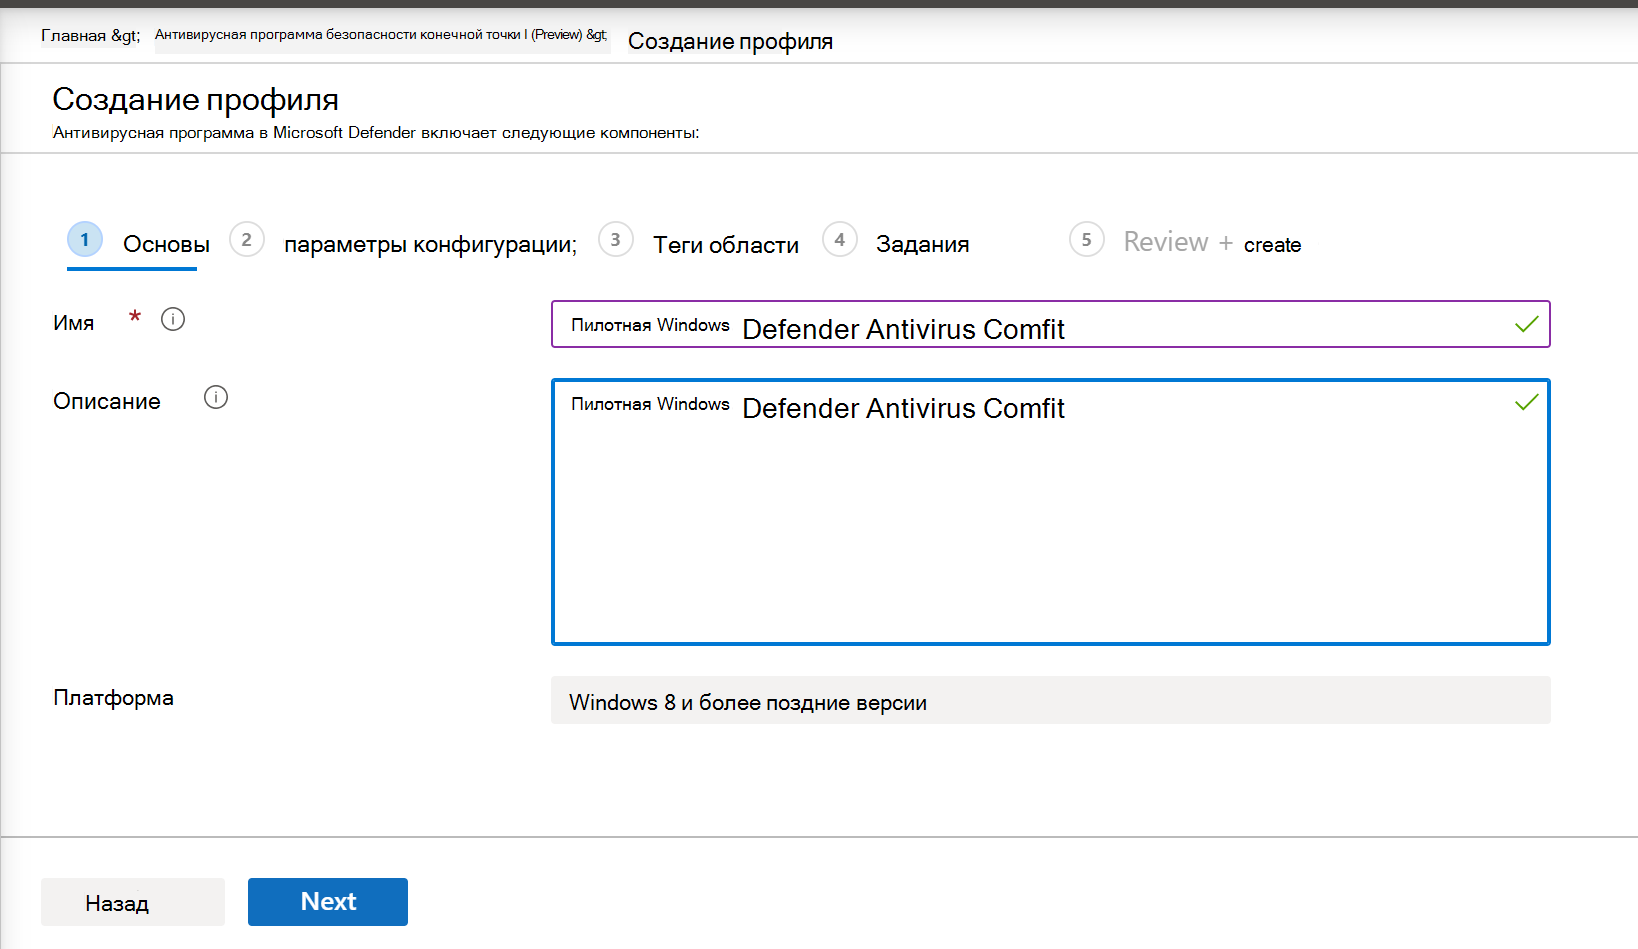 Главная &gt; Антивирусная программа безопасности конечной точки I (Preview) &gt; Создание профиля
Создание профиля
Антивирусная программа в Microsoft Defender включает следующие компоненты:
1 Основы 2 параметры конфигурации; 3 Теги области 4 Задания 5 Review + create
Имя * Пилотная Windows Defender Antivirus Comfit
Описание Пилотная Windows Defender Antivirus Comfit
Платформа Windows 8 и более поздние версии
Назад Next